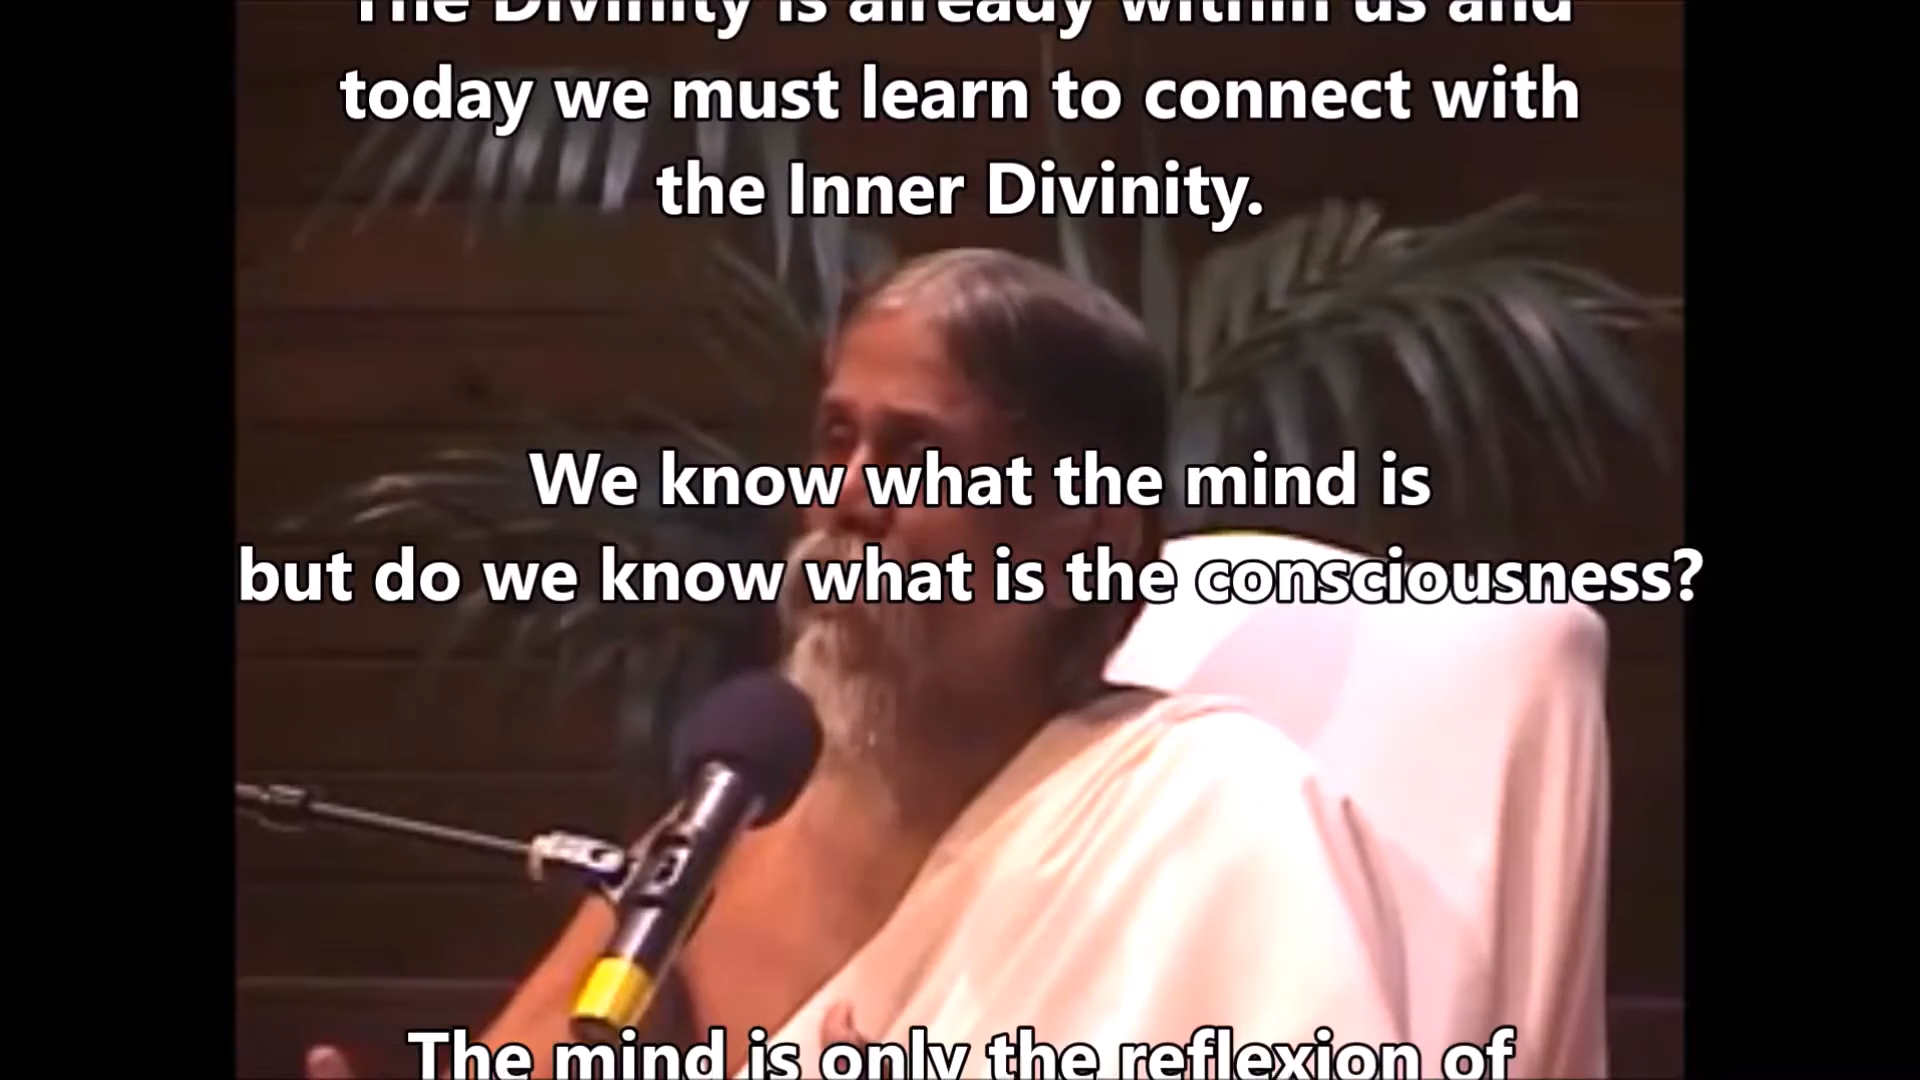 The Divinity is already within us and
today we must learn to connect with
the Inner Divinity.
We know what the mind is
but do we know what is the consciousness?
The mind is only the reflexion of